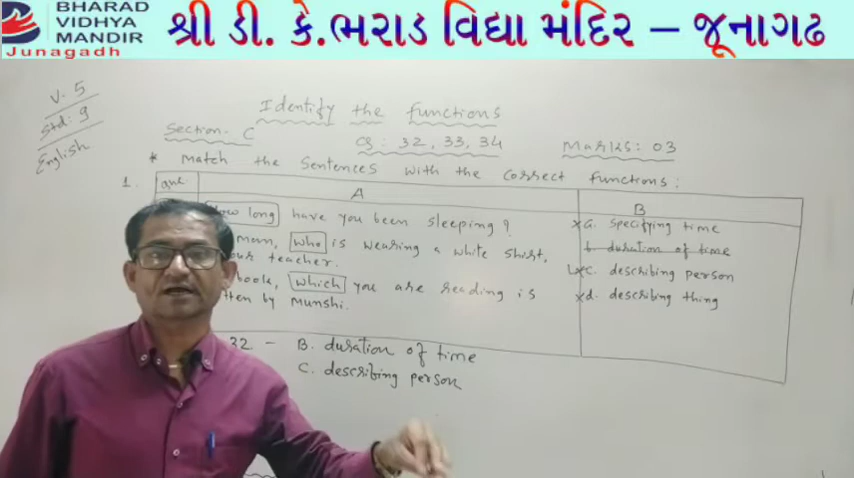 BHARAD
VIDHYA
MANDIR
Junagadh
શ્રી ડી. કે.ભરાડ વિદ્યા મંદિર – જૂનાગઢ
V. 5
Std: 9
English
Identify the functions
Section - C
Q : 32, 33, 34
Marks: 03
* Match the Sentences with the Correct functions:
1.
que.
A
B
long have you been sleeping?
man, who is wearing a white shirt,
teacher.
book, which you are reading is
by Munshi.
xa. specifying time
b. duration of time
c. describing person
xd. describing thing
32 - B. duration of time
C. describing person